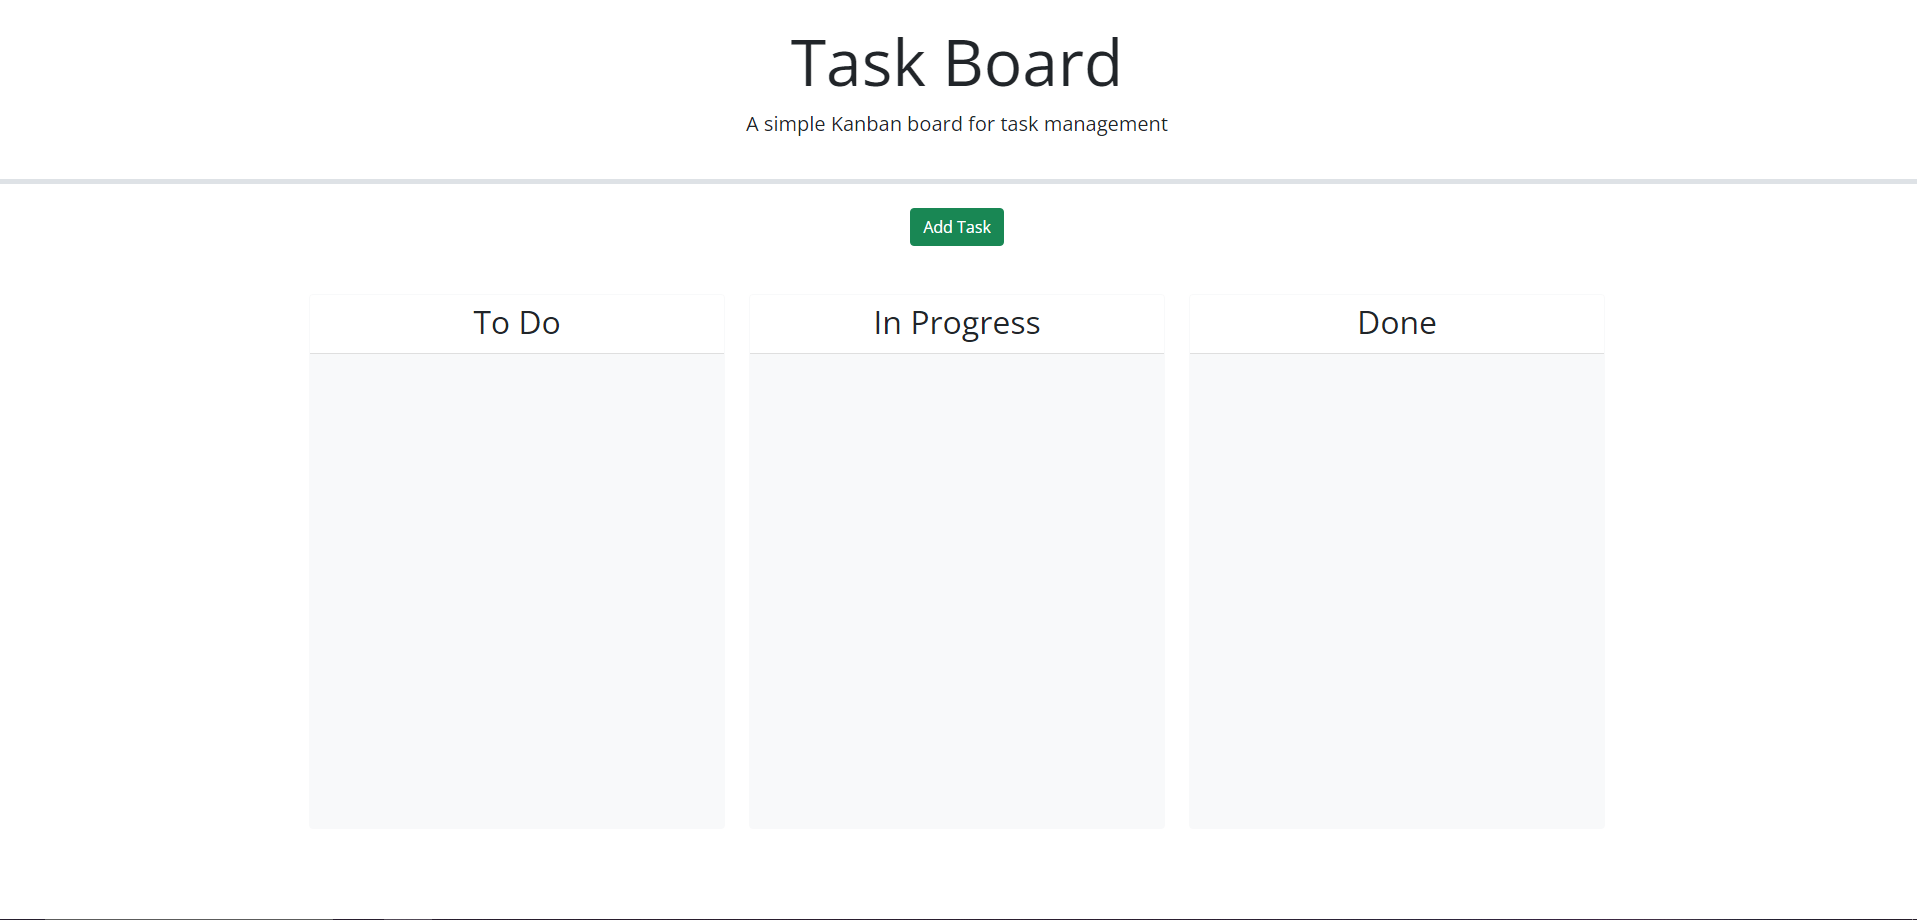 Task Board
A simple Kanban board for task management
Add Task
To Do
In Progress
Done